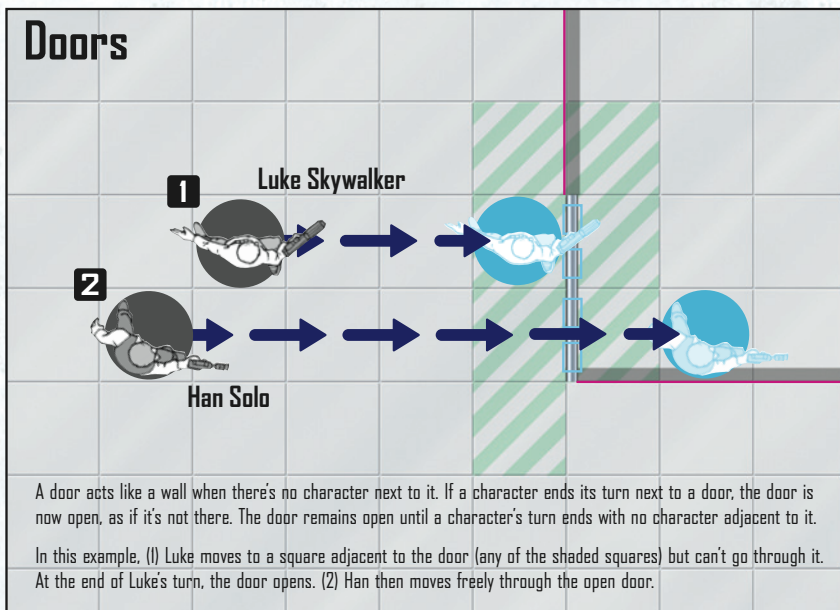 Doors
1
Luke Skywalker
2
Han Solo
A door acts like a wall when there's no character next to it. If a character ends its turn next to a door, the door is
now open, as if it's not there. The door remains open until a character's turn ends with no character adjacent to it.
In this example, (1) Luke moves to a square adjacent to the door (any of the shaded squares) but can't go through it.
At the end of Luke's turn, the door opens. (2) Han then moves freely through the open door.